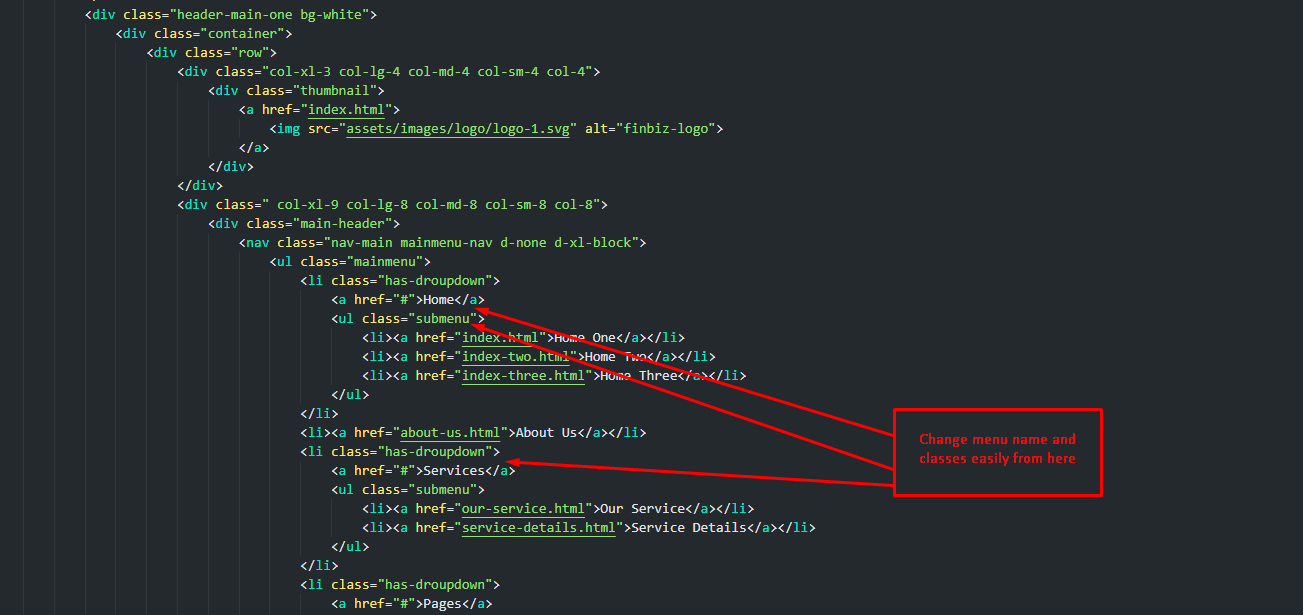 <div class="header-main-one bg-white">
<div class="container">
<div class="row">
<div class="col-xl-3 col-lg-4 col-md-4 col-sm-4 col-4">
<div class="thumbnail">
<a href="index.html">
<img src="assets/images/logo/logo-1.svg" alt="finbiz-logo">
</a>
</div>
</div>
<div class=" col-xl-9 col-lg-8 col-md-8 col-sm-8 col-8">
<div class="main-header">
<nav class="nav-main mainmenu-nav d-none d-xl-block">
<ul class="mainmenu">
<li class="has-droupdown">
<a href="#">Home</a>
<ul class="submenu">
<li><a href="index.html">Home One</a></li>
<li><a href="index-two.html">Home Two</a></li>
<li><a href="index-three.html">Home Three</a></li>
</ul>
</li>
<li><a href="about-us.html">About Us</a></li>
<li class="has-droupdown">
<a href="#">Services</a>
<ul class="submenu">
<li><a href="our-service.html">Our Service</a></li>
<li><a href="service-details.html">Service Details</a></li>
</ul>
</li>
<li class="has-droupdown">
<a href="#">Pages</a>
Change menu name and
classes easily from here